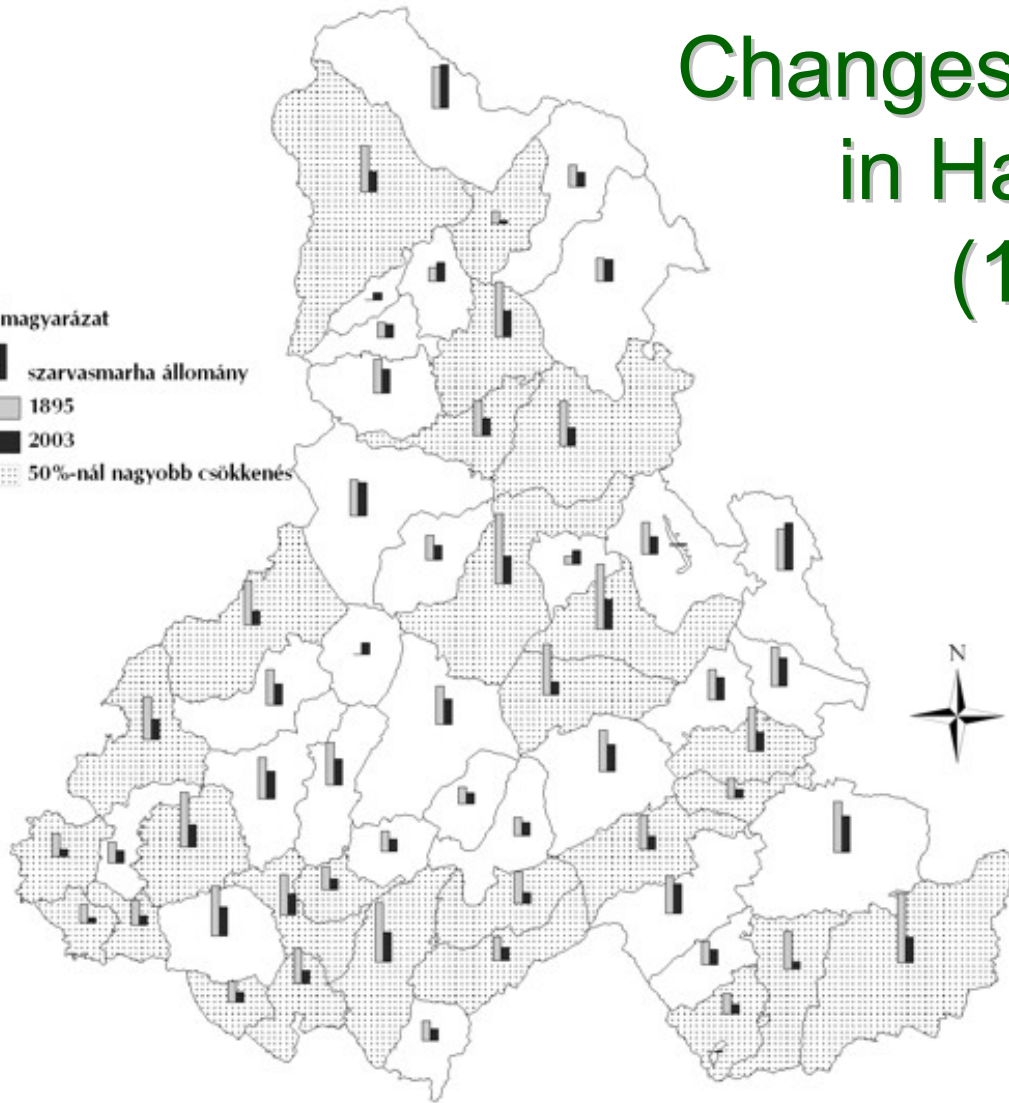 Changes
in Ha
(1
magyarázat
szarvasmarha állomány
1895
2003
50%-nál nagyobb csökkenés
N